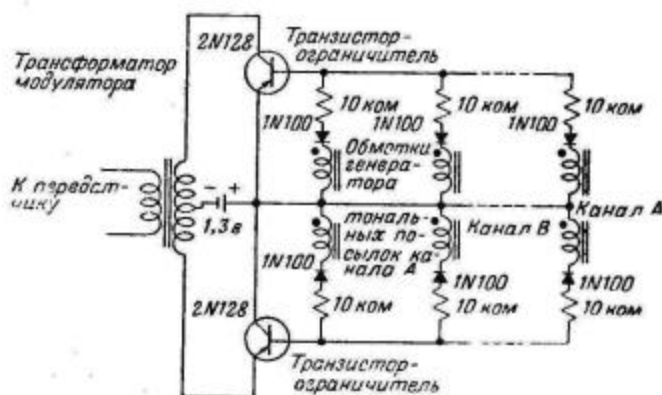 2N128
Транзистор-
ограничитель
Трансформатор
модулятора
10 ком
10 ком
10 ком
1N100
1N100
1N100
Обмотки
генера-
тора
К передат-
чику
- +
1,3 в
тональ-
ных по-
сылок ка-
нала А
Канал В
Канал А
1N100
1N100
1N100
10 ком
10 ком
10 ком
2N128
Транзистор-
ограничитель